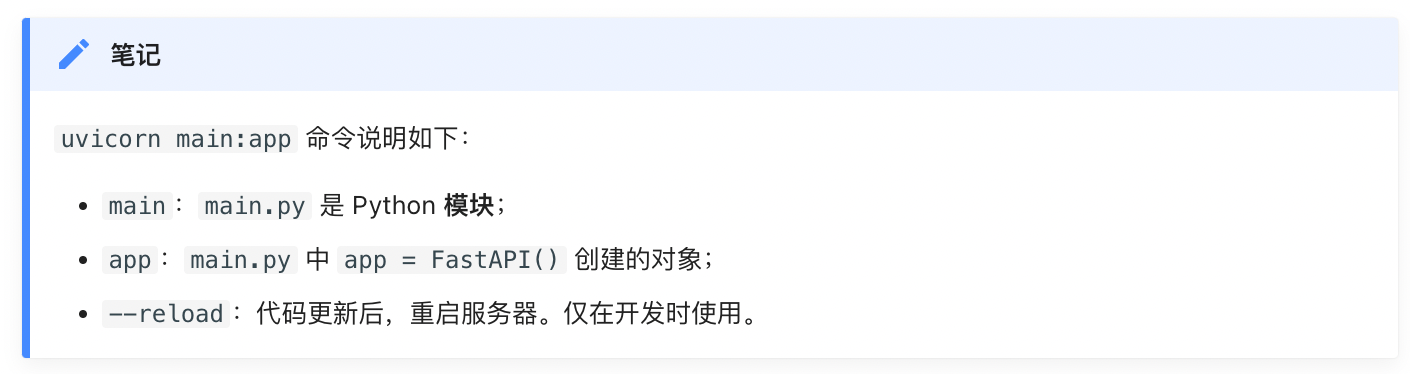 笔记
uvicorn main:app 命令说明如下：
main：main.py 是 Python 模块；
app：main.py 中 app = FastAPI() 创建的对象；
--reload：代码更新后，重启服务器。仅在开发时使用。